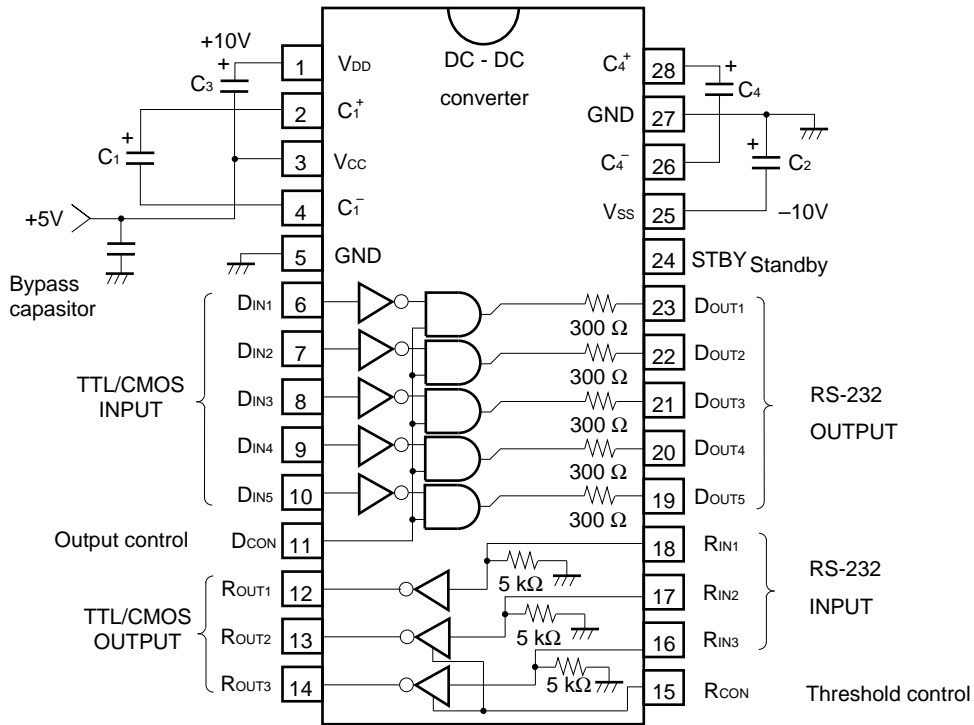 +10V
+
C3
1
VDD
DC - DC
converter
C4+
28
+
C4
2
C1+
GND
27
+
C1
3
VCC
C4−
26
+
C2
+5V
4
C1−
VSS
25
–10V
5
GND
24
STBY
Standby
Bypass
capasitor
DIN1
6
300 Ω
23
DOUT1
DIN2
7
300 Ω
22
DOUT2
TTL/CMOS
INPUT
DIN3
8
300 Ω
21
DOUT3
RS-232
OUTPUT
DIN4
9
300 Ω
20
DOUT4
DIN5
10
300 Ω
19
DOUT5
Output control
DCON
11
18
RIN1
5 kΩ
ROUT1
12
17
RIN2
RS-232
INPUT
TTL/CMOS
OUTPUT
ROUT2
13
5 kΩ
16
RIN3
ROUT3
14
5 kΩ
15
RCON
Threshold control